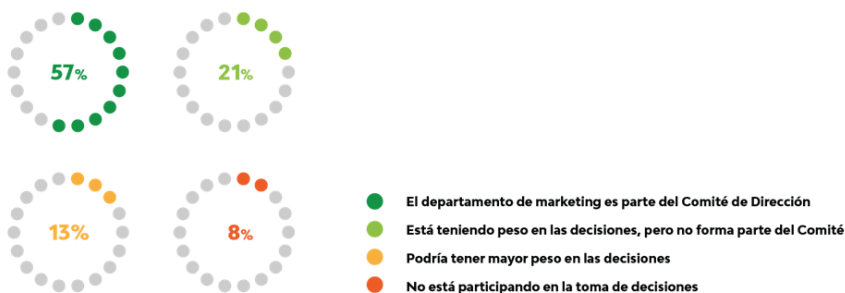 57%
21%
13%
8%
El departamento de marketing es parte del Comité de Dirección
Está teniendo peso en las decisiones, pero no forma parte del Comité
Podría tener mayor peso en las decisiones
No está participando en la toma de decisiones